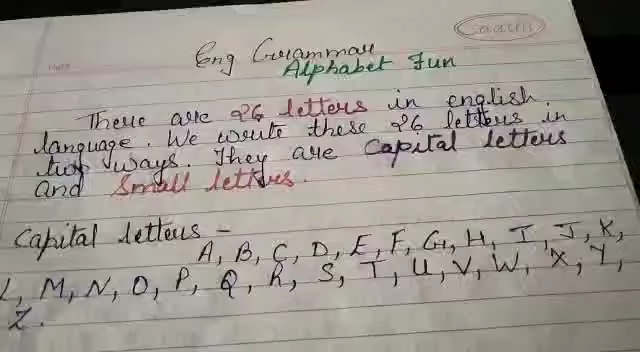 Eng Grammar
Alphabet Fun
There are 26 letters in english
language. We write these 26 letters in
two ways. They are Capital letters
and Small letters.
Capital letters -
A, B, C, D, E, F, G, H, I, J, K,
L, M, N, O, P, Q, R, S, T, U, V, W, X, Y,
Z.